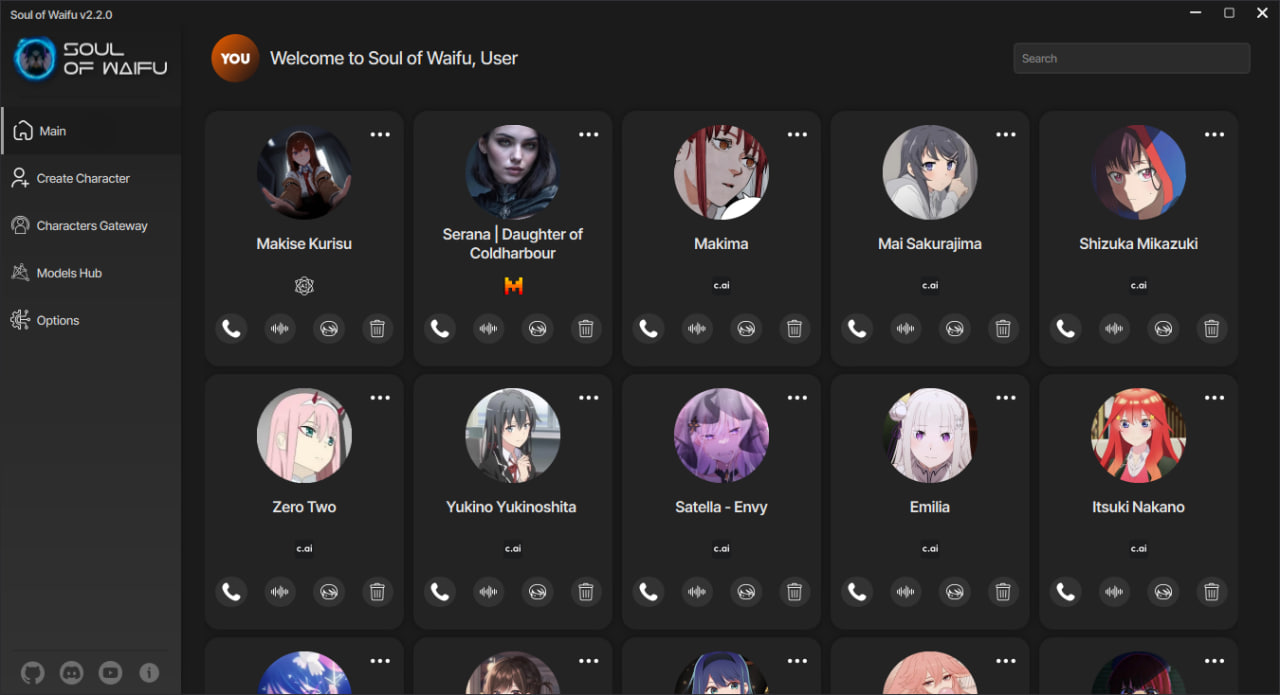 Soul of Waifu v2.2.0
SOUL
OF WAIFU
YOU
Welcome to Soul of Waifu, User
Search
Main
Create Character
Characters Gateway
Models Hub
Options
Makise Kurisu
Serana | Daughter of
Coldharbour
Makima
c.ai
Mai Sakurajima
c.ai
Shizuka Mikazuki
c.ai
Zero Two
c.ai
Yukino Yukinoshita
c.ai
Satella - Envy
c.ai
Emilia
c.ai
Itsuki Nakano
c.ai